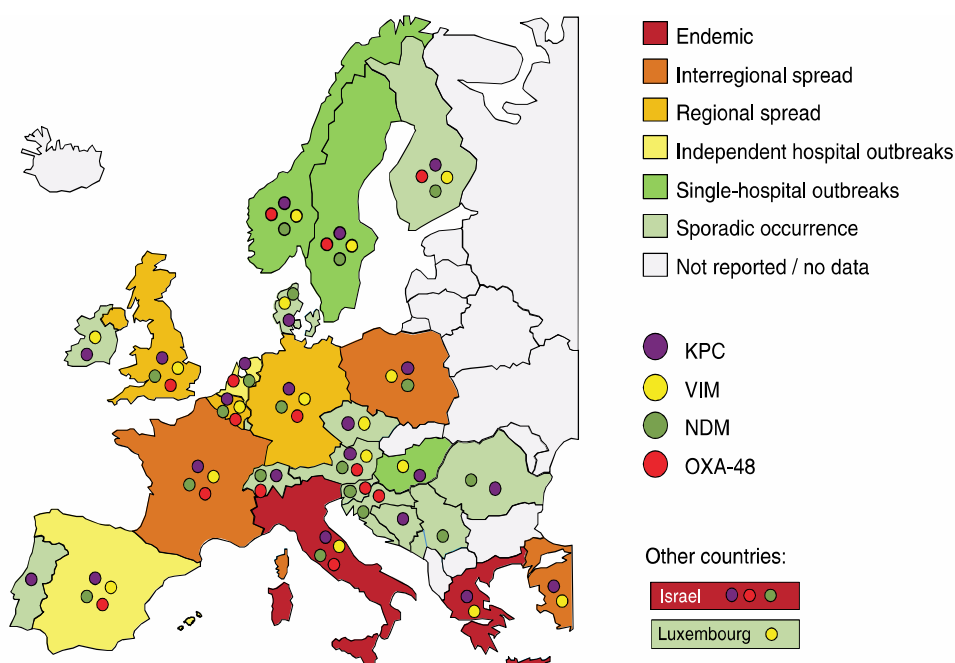 Endemic
Interregional spread
Regional spread
Independent hospital outbreaks
Single-hospital outbreaks
Sporadic occurrence
Not reported / no data
KPC
VIM
NDM
OXA-48
Other countries:
Israel
Luxembourg